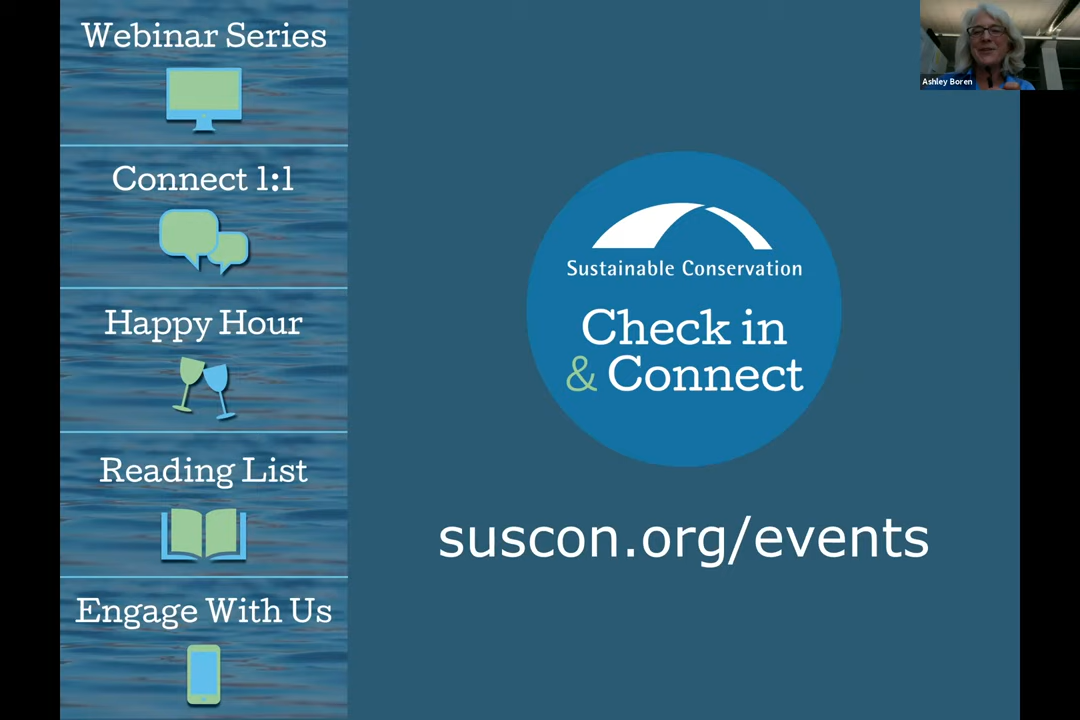 Webinar Series
Connect 1:1
Happy Hour
Reading List
Engage With Us
Sustainable Conservation
Check in
& Connect
suscon.org/events
Ashley Boren